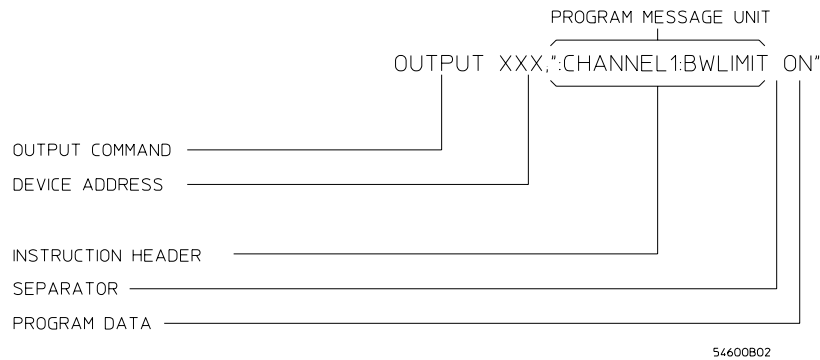 PROGRAM MESSAGE UNIT
OUTPUT XXX,":CHANNEL1:BWLIMIT ON"
OUTPUT COMMAND
DEVICE ADDRESS
INSTRUCTION HEADER
SEPARATOR
PROGRAM DATA
54600B02